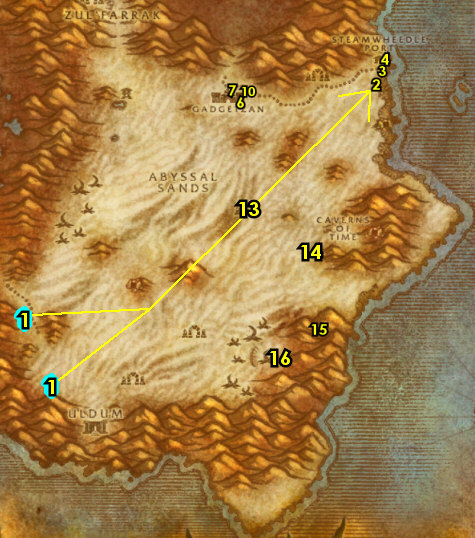 ZUL FARRAK
STEAMWHEEDLE
PORT
4
3
2
7 10
6
GADGETZAN
ABYSSAL
SANDS
13
CAVERNS
OF
TIME
14
1
15
16
1
ULDUM